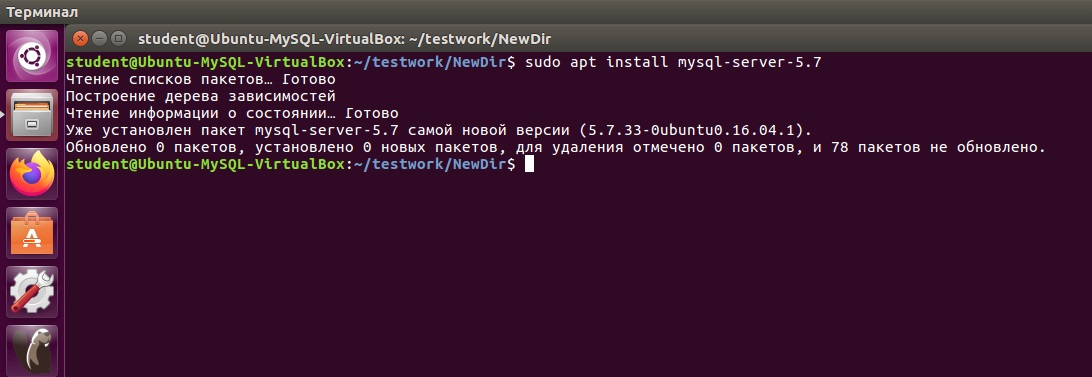 Терминал
student@Ubuntu-MySQL-VirtualBox: ~/testwork/NewDir
student@Ubuntu-MySQL-VirtualBox:~/testwork/NewDir$ sudo apt install mysql-server-5.7
Чтение списков пакетов… Готово
Построение дерева зависимостей
Чтение информации о состоянии… Готово
Уже установлен пакет mysql-server-5.7 самой новой версии (5.7.33-0ubuntu0.16.04.1).
Обновлено 0 пакетов, установлено 0 новых пакетов, для удаления отмечено 0 пакетов, и 78 пакетов не обновлено.
student@Ubuntu-MySQL-VirtualBox:~/testwork/NewDir$